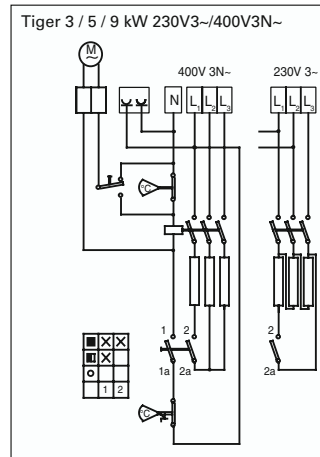 Tiger 3 / 5 / 9 kW 230V3~/400V3N~
M
~
400V 3N~ 230V 3~
N L1 L2 L3 L1 L2 L3
°C
1 2 2
1a 2a 2a
1 2
°C